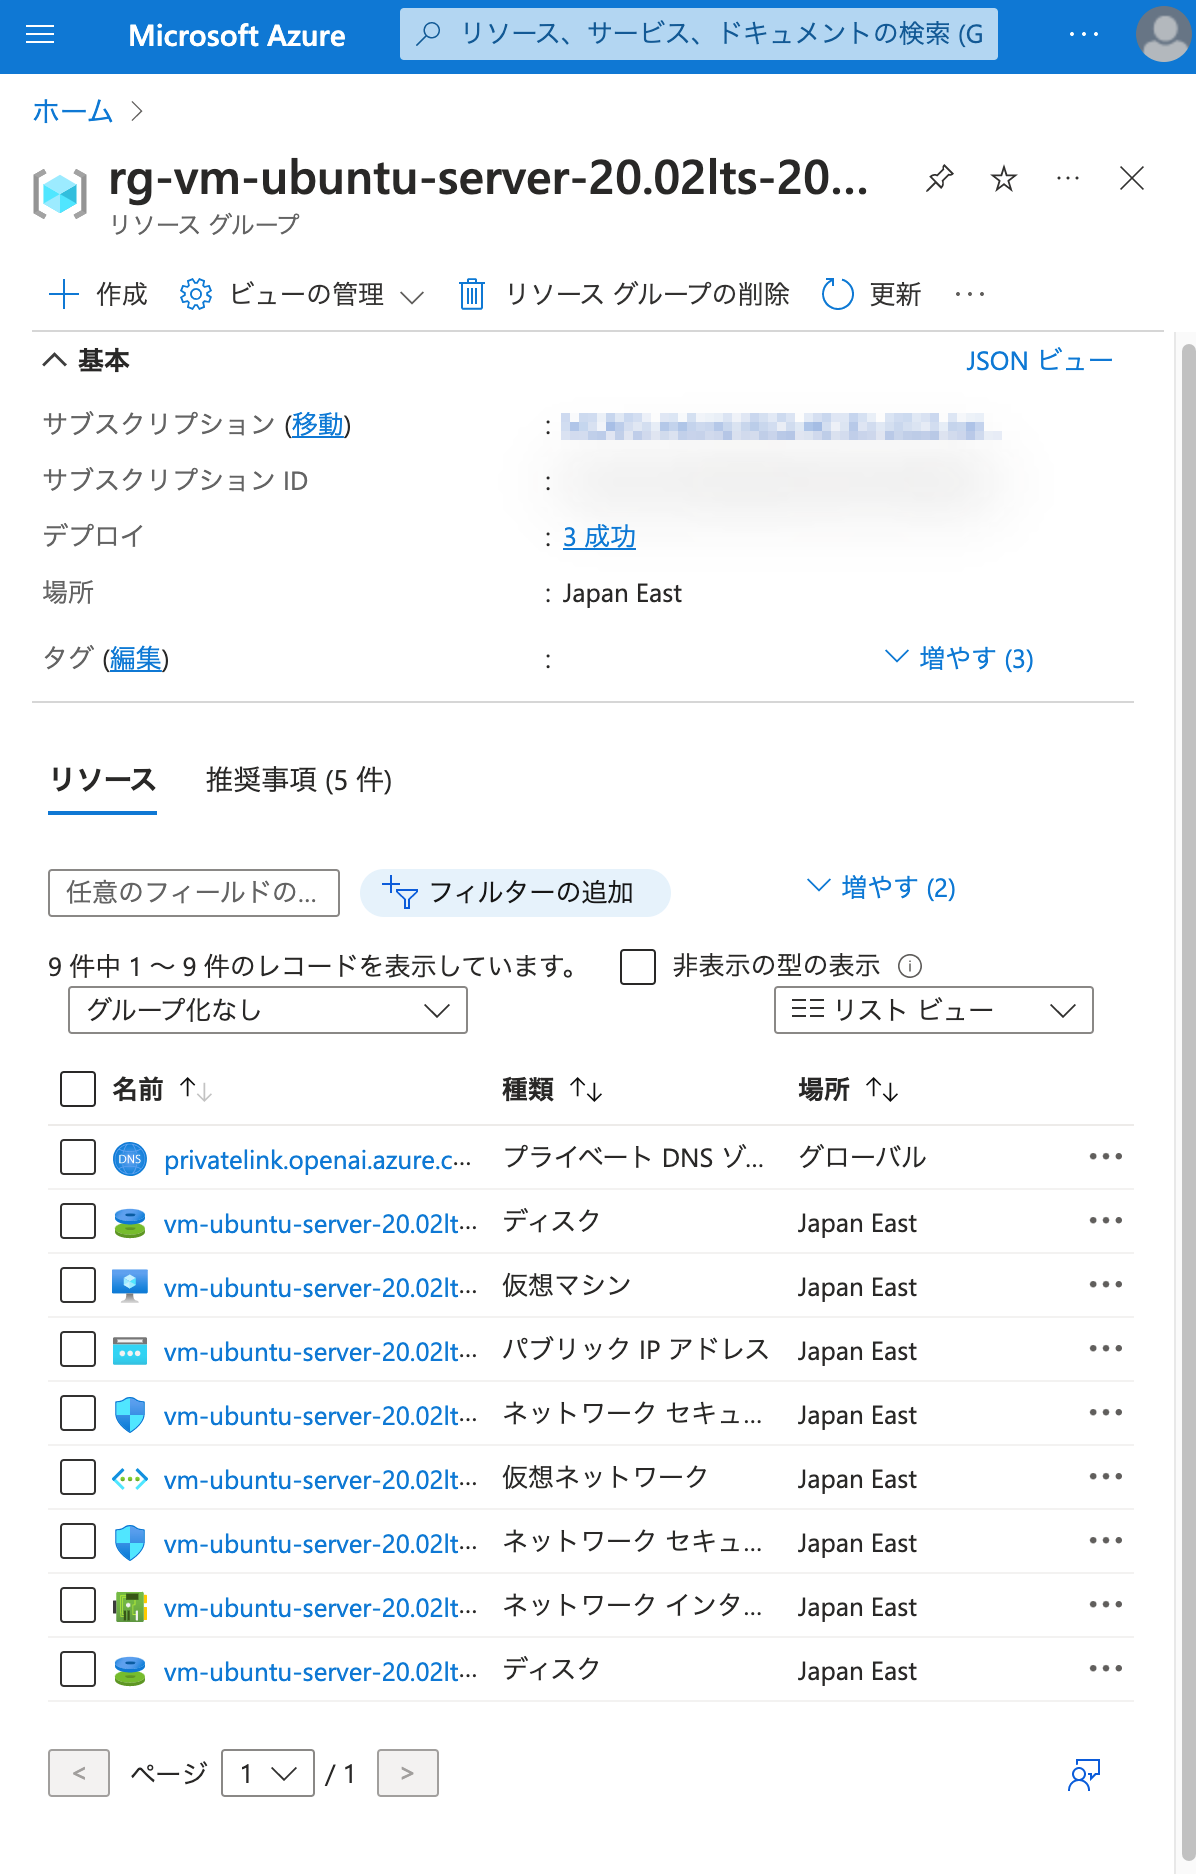 Microsoft Azure
リソース、サービス、ドキュメントの検索 (G
ホーム
rg-vm-ubuntu-server-20.02lts-20...
リソース グループ
作成 ビューの管理 リソース グループの削除 更新
基本 JSON ビュー
サブスクリプション (移動) :
サブスクリプション ID :
デプロイ : 3 成功
場所 : Japan East
タグ (編集) : 増やす (3)
リソース 推奨事項 (5 件)
任意のフィールドの... フィルターの追加 増やす (2)
9 件中 1 ～ 9 件のレコードを表示しています。 非表示の型の表示
グループ化なし リスト ビュー
名前 種類 場所
DNS privatelink.openai.azure.c... プライベート DNS ゾ... グローバル
vm-ubuntu-server-20.02lt... ディスク Japan East
vm-ubuntu-server-20.02lt... 仮想マシン Japan East
vm-ubuntu-server-20.02lt... パブリック IP アドレス Japan East
vm-ubuntu-server-20.02lt... ネットワーク セキュ... Japan East
vm-ubuntu-server-20.02lt... 仮想ネットワーク Japan East
vm-ubuntu-server-20.02lt... ネットワーク セキュ... Japan East
vm-ubuntu-server-20.02lt... ネットワーク インタ... Japan East
vm-ubuntu-server-20.02lt... ディスク Japan East
< ページ 1 / 1 >